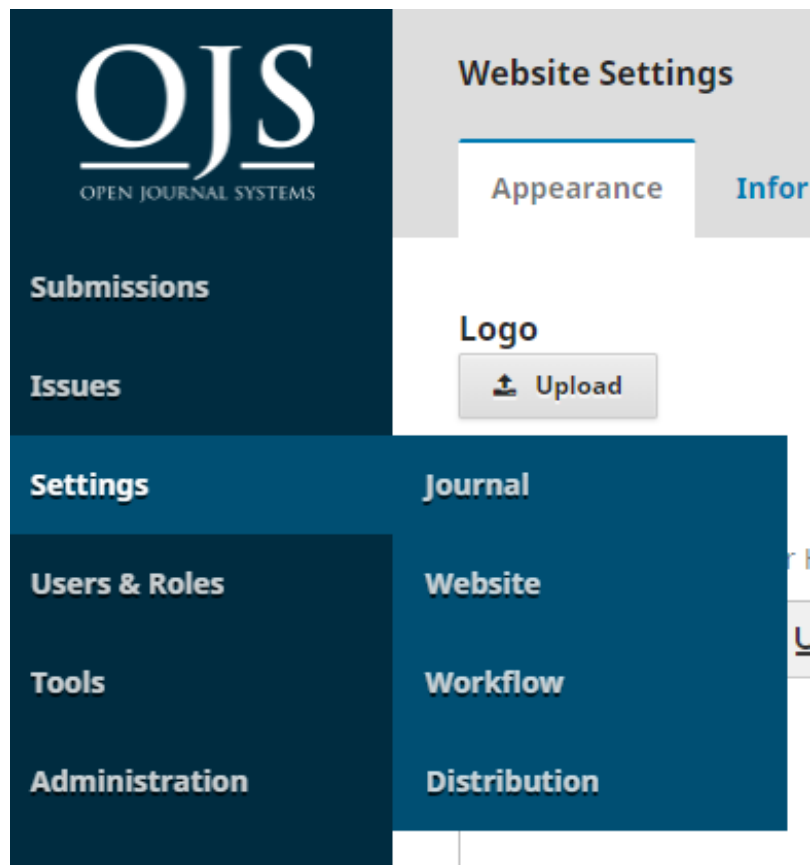 OJS
OPEN JOURNAL SYSTEMS
Submissions
Issues
Settings
Users & Roles
Tools
Administration
Journal
Website
Workflow
Distribution
Website Settings
Appearance
Infor
Logo
Upload